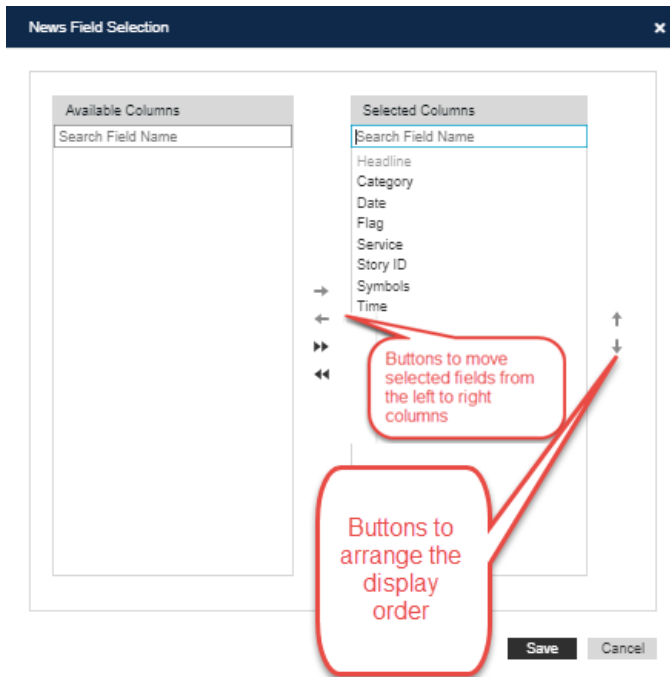 News Field Selection
Available Columns
Search Field Name
Selected Columns
Search Field Name
Headline
Category
Date
Flag
Service
Story ID
Symbols
Time
Buttons to move
selected fields from
the left to right
columns
Buttons to
arrange the
display
order
Save
Cancel